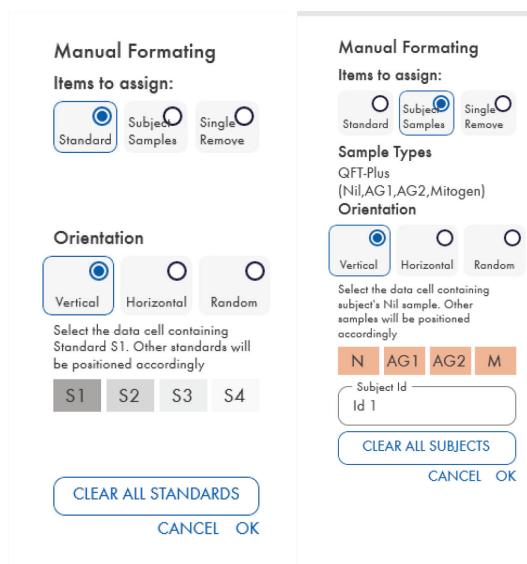 Manual Formating
Items to assign:
Standard
Subject Samples
Single Remove
Orientation
Vertical
Horizontal
Random
Select the data cell containing
Standard S1. Other standards will
be positioned accordingly
S1 S2 S3 S4
CLEAR ALL STANDARDS
CANCEL OK
Manual Formating
Items to assign:
Standard
Subject Samples
Single Remove
Sample Types
QFT-Plus
(Nil,AG1,AG2,Mitogen)
Orientation
Vertical
Horizontal
Random
Select the data cell containing
subject's Nil sample. Other
samples will be positioned
accordingly
N AG1 AG2 M
Subject Id
Id 1
CLEAR ALL SUBJECTS
CANCEL OK